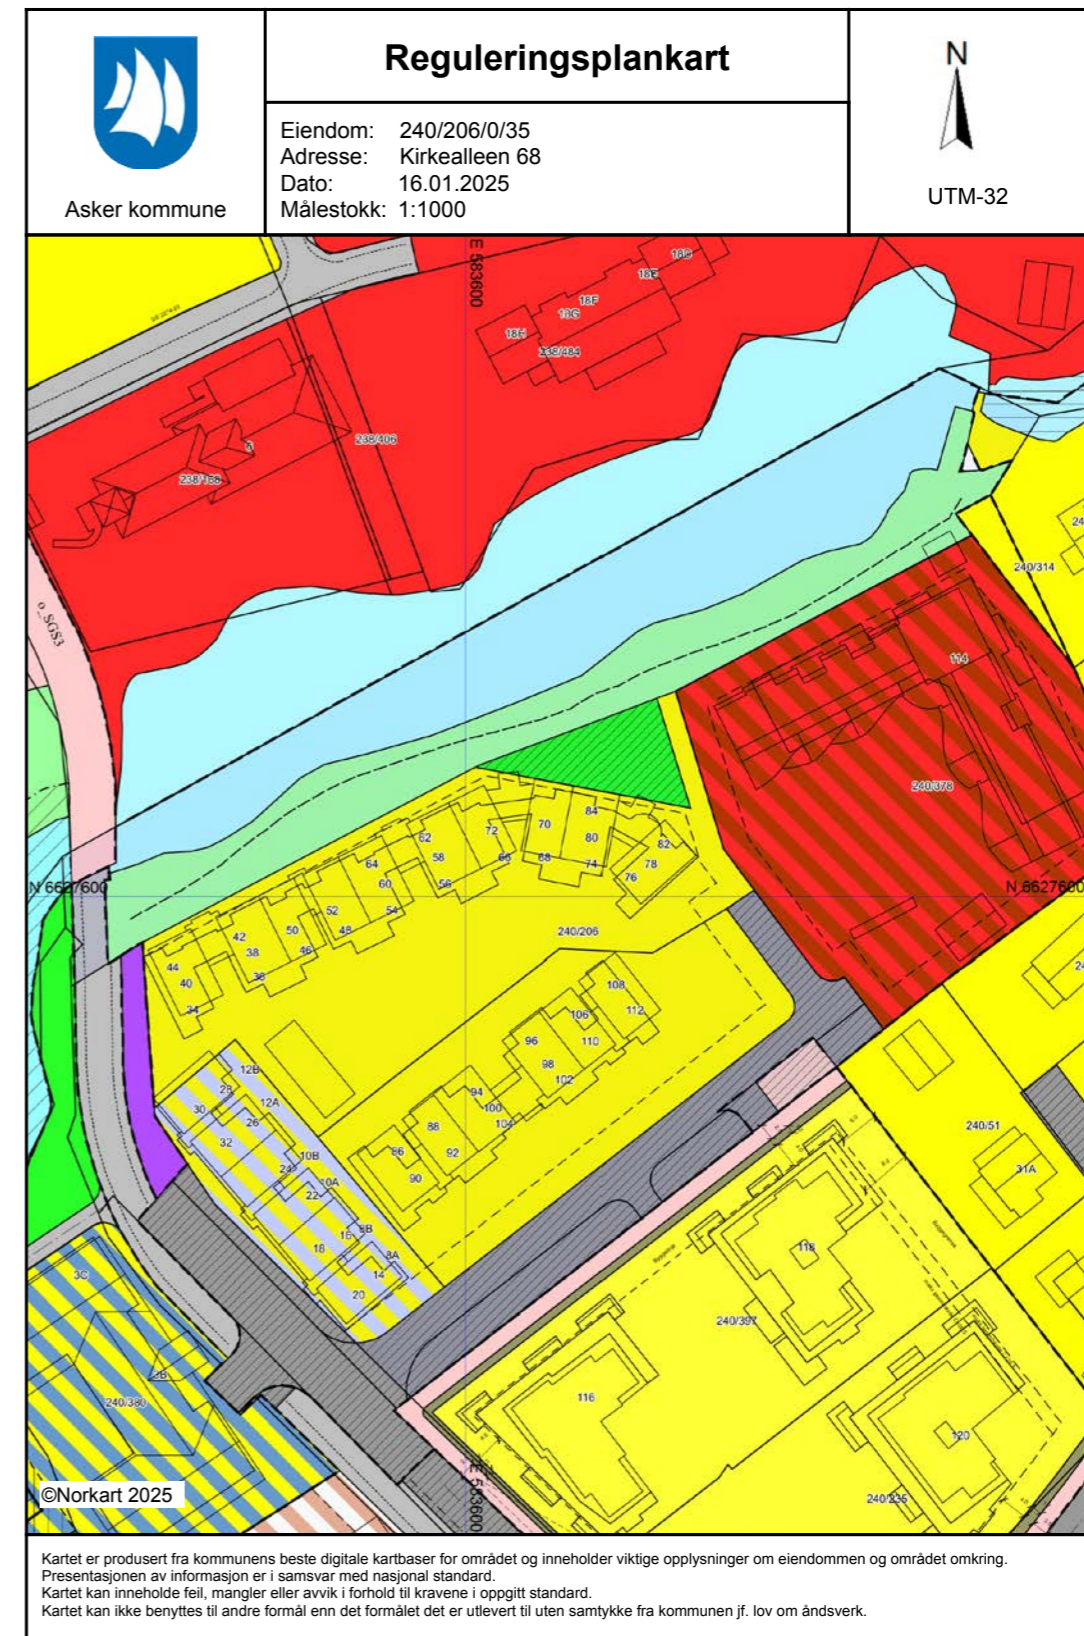 Reguleringsplankart
Eiendom: 240/206/0/35
Adresse: Kirkealleen 68
Dato: 16.01.2025
Målestokk: 1:1000
Asker kommune
N
UTM-32
E 583600
18D
18E
18F
18G
18H
238/484
238/406
238/168
o_SGS3
240/314
114
240/378
N 6627600
N 6627600
84
72
70
62
80
82
58
64
66
68
74
78
60
56
76
52
54
50
48
42
240/206
38
46
44
36
40
34
108
106
112
96
110
98
102
12B
28
94
12A
30
100
26
88
104
32
10B
86
92
24
10A
90
22
8B
16
18
8A
14
20
240/51
31A
118
3C
3B
240/397
240/380
116
120
240/235
E 583600
©Norkart 2025
Kartet er produsert fra kommunens beste digitale kartbaser for området og inneholder viktige opplysninger om eiendommen og området omkring.
Presentasjonen av informasjon er i samsvar med nasjonal standard.
Kartet kan inneholde feil, mangler eller avvik i forhold til kravene i oppgitt standard.
Kartet kan ikke benyttes til andre formål enn det formålet det er utlevert til uten samtykke fra kommunen jf. lov om åndsverk.